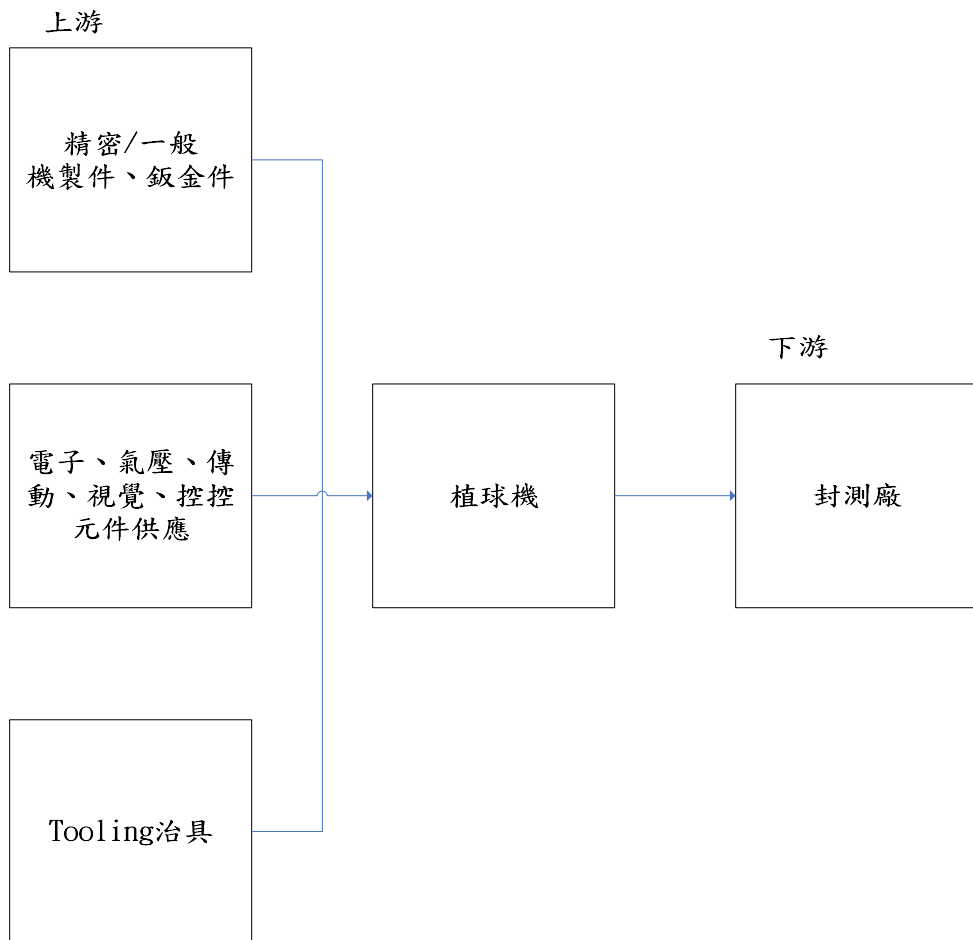 上游
精密/一般
機製件、鈑金件
下游
電子、氣壓、傳
動、視覺、控控
元件供應
植球機
封測廠
Tooling治具